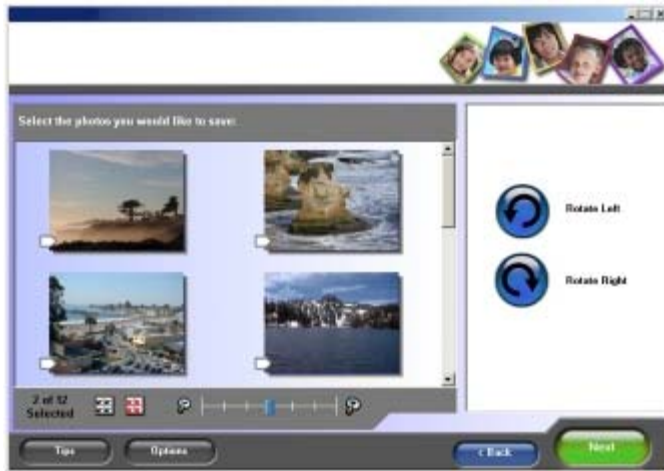 Select the photos you would like to save:
Rotate Left
Rotate Right
2 of 12
Selected
Tips
Options
< Back
Next